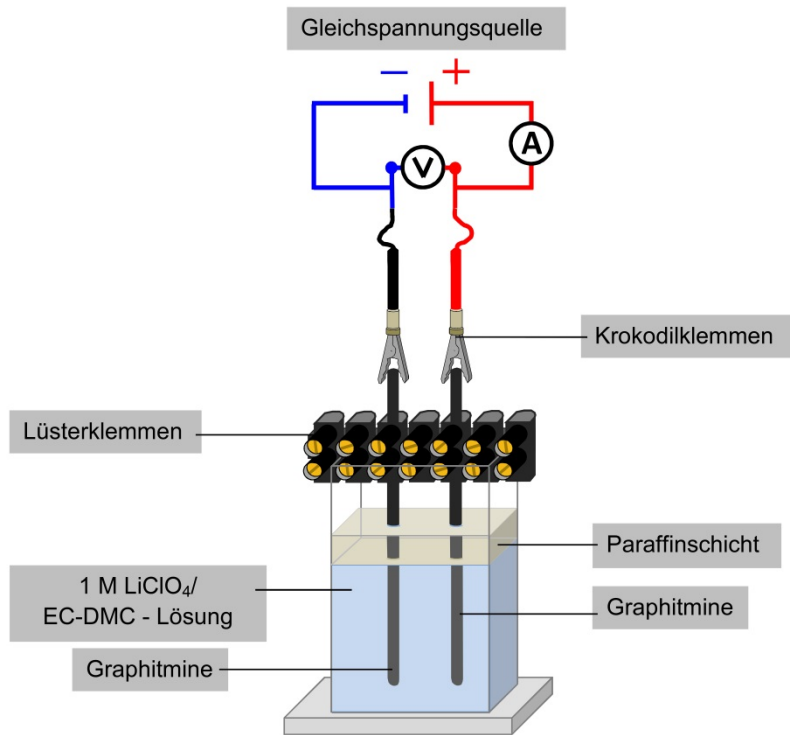 Gleichspannungsquelle
− +
A
V
Krokodilklemmen
Lüsterklemmen
Paraffinschicht
1 M LiClO₄/
EC-DMC - Lösung
Graphitmine
Graphitmine